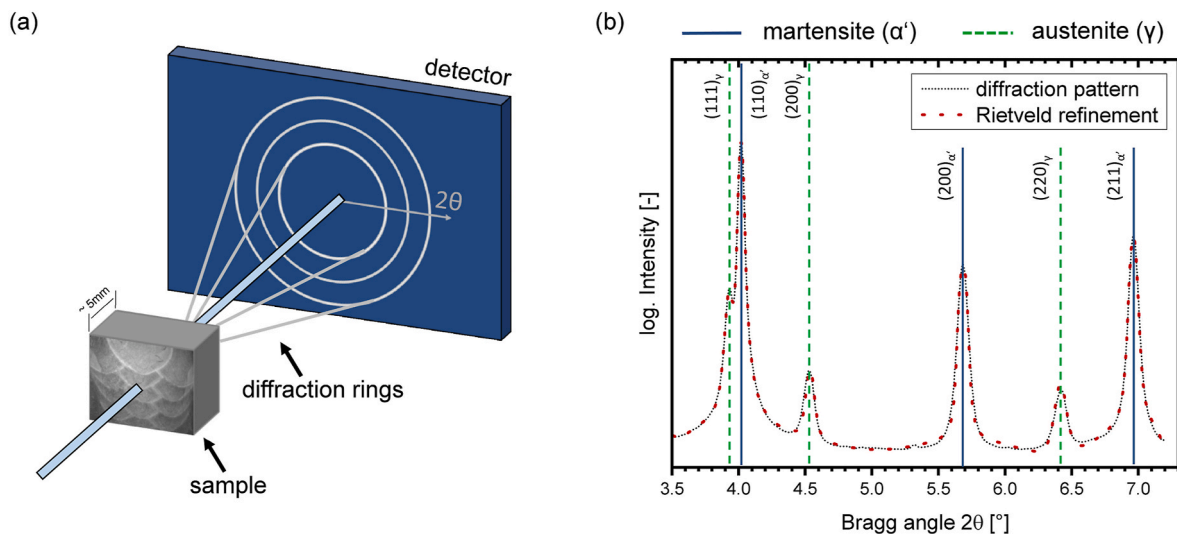 (a)
detector
2θ
~ 5mm
diffraction rings
sample
(b)
martensite (α‘)
austenite (γ)
diffraction pattern
Rietveld refinement
(111)γ
(110)α′
(200)γ
(200)α′
(220)γ
(211)α′
log. Intensity [-]
3.5 4.0 4.5 5.0 5.5 6.0 6.5 7.0
Bragg angle 2θ [°]